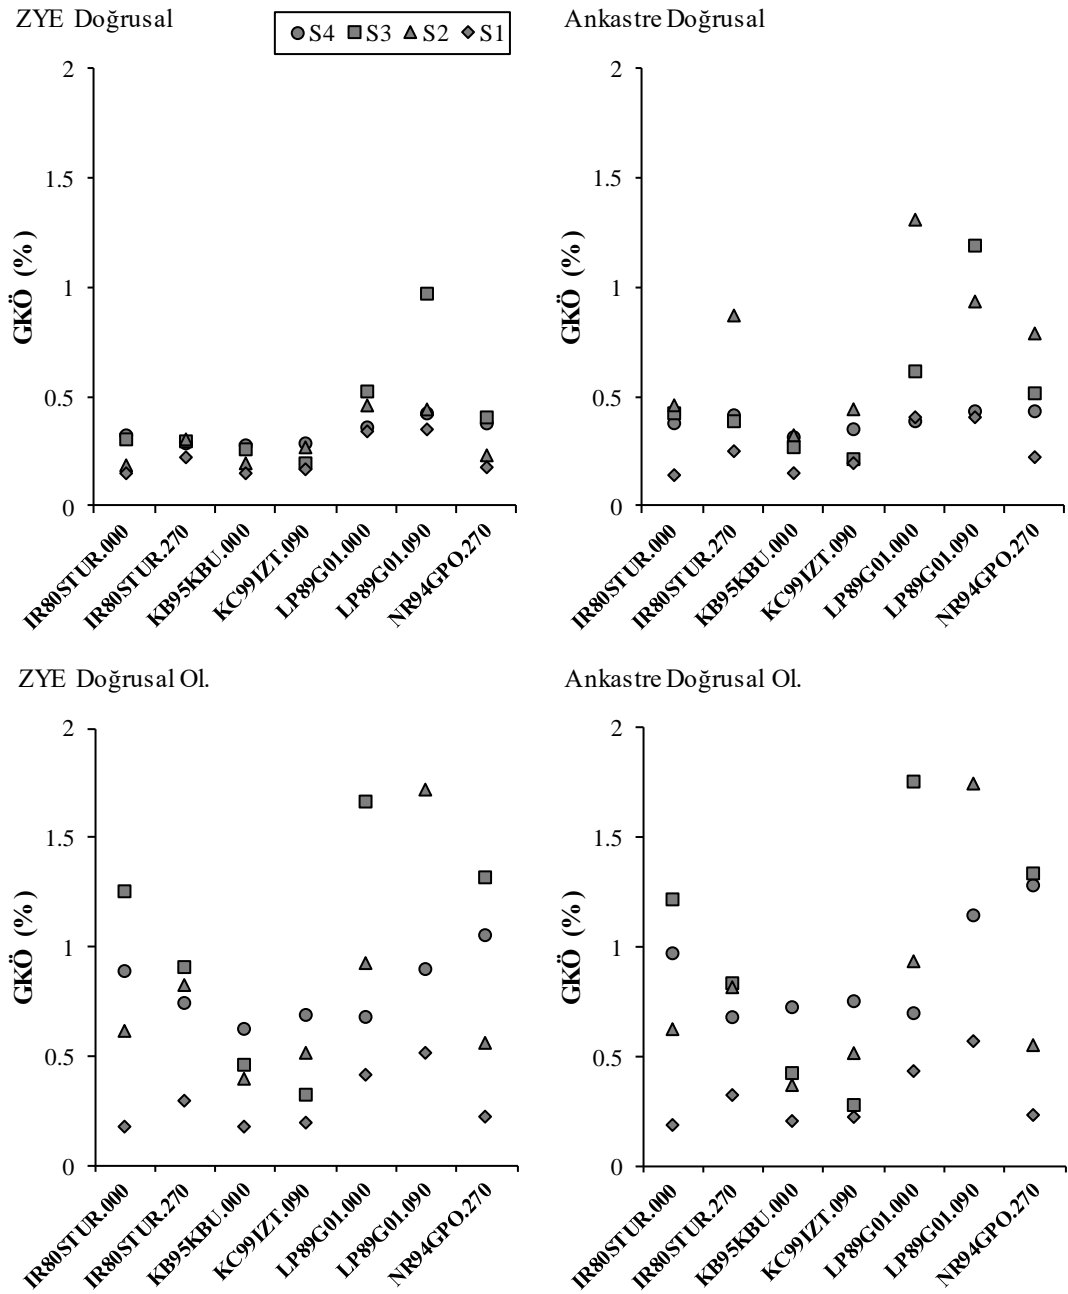 ZYE Doğrusal
S4 S3 S2 S1
GKÖ (%)
2
1.5
1
0.5
0
IR80STUR.000
IR80STUR.270
KB95KBU.000
KC99IZT.090
LP89G01.000
LP89G01.090
NR94GPO.270
Ankastre Doğrusal
GKÖ (%)
2
1.5
1
0.5
0
IR80STUR.000
IR80STUR.270
KB95KBU.000
KC99IZT.090
LP89G01.000
LP89G01.090
NR94GPO.270
ZYE Doğrusal Ol.
GKÖ (%)
2
1.5
1
0.5
0
IR80STUR.000
IR80STUR.270
KB95KBU.000
KC99IZT.090
LP89G01.000
LP89G01.090
NR94GPO.270
Ankastre Doğrusal Ol.
GKÖ (%)
2
1.5
1
0.5
0
IR80STUR.000
IR80STUR.270
KB95KBU.000
KC99IZT.090
LP89G01.000
LP89G01.090
NR94GPO.270